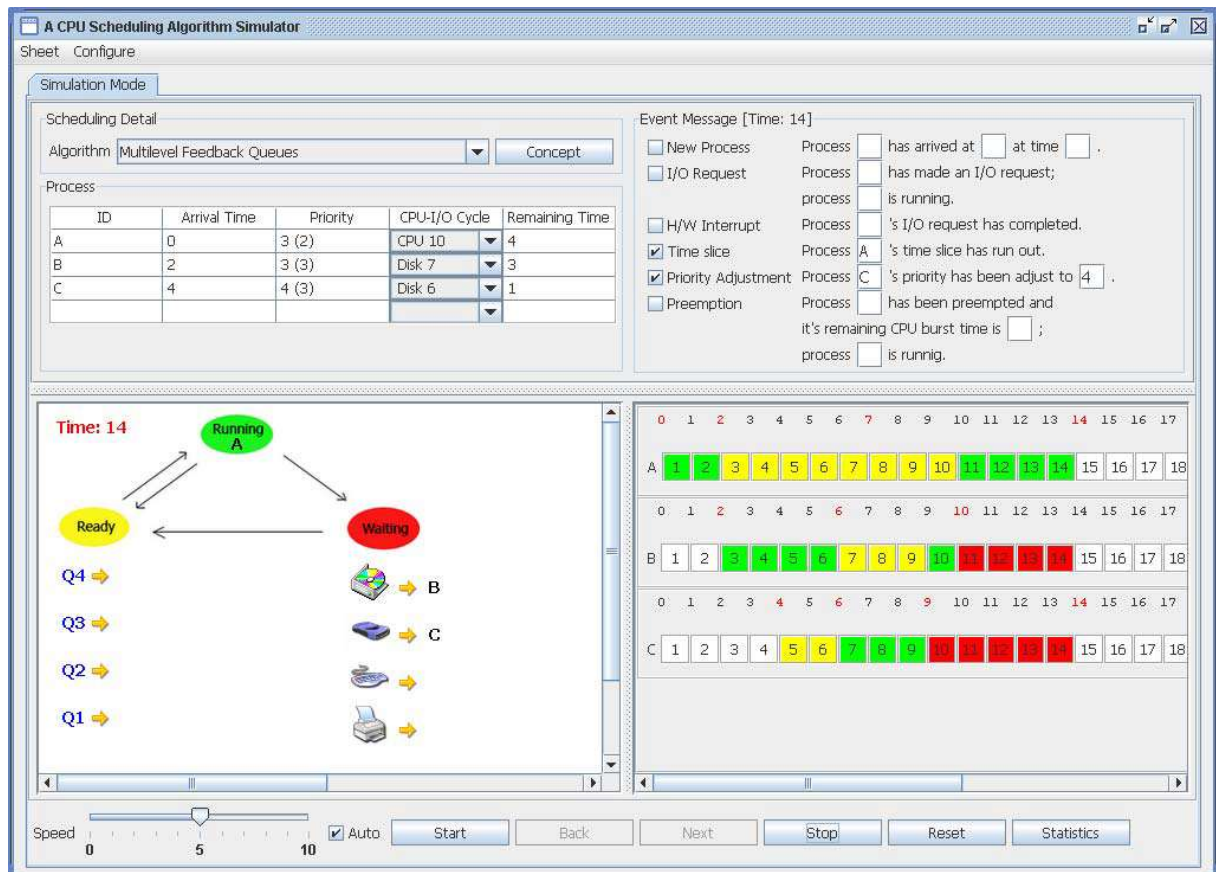 A CPU Scheduling Algorithm Simulator
Sheet Configure
Simulation Mode
Scheduling Detail
Algorithm Multilevel Feedback Queues Concept
Process
ID Arrival Time Priority CPU-I/O Cycle Remaining Time
A 0 3 (2) CPU 10 4
B 2 3 (3) Disk 7 3
C 4 4 (3) Disk 6 1
Event Message [Time: 14]
New Process Process has arrived at at time .
I/O Request Process has made an I/O request;
process is running.
H/W Interrupt Process 's I/O request has completed.
Time slice Process A 's time slice has run out.
Priority Adjustment Process C 's priority has been adjust to 4 .
Preemption Process has been preempted and
it's remaining CPU burst time is ;
process is runnig.
Time: 14
Running
A
Ready
Waiting
Q4 B
Q3 C
Q2
Q1
0 1 2 3 4 5 6 7 8 9 10 11 12 13 14 15 16 17
A 1 2 3 4 5 6 7 8 9 10 11 12 13 14 15 16 17 18
0 1 2 3 4 5 6 7 8 9 10 11 12 13 14 15 16 17
B 1 2 3 4 5 6 7 8 9 10 11 12 13 14 15 16 17 18
0 1 2 3 4 5 6 7 8 9 10 11 12 13 14 15 16 17
C 1 2 3 4 5 6 7 8 9 10 11 12 13 14 15 16 17 18
Speed Auto Start Back Next Stop Reset Statistics
0 5 10